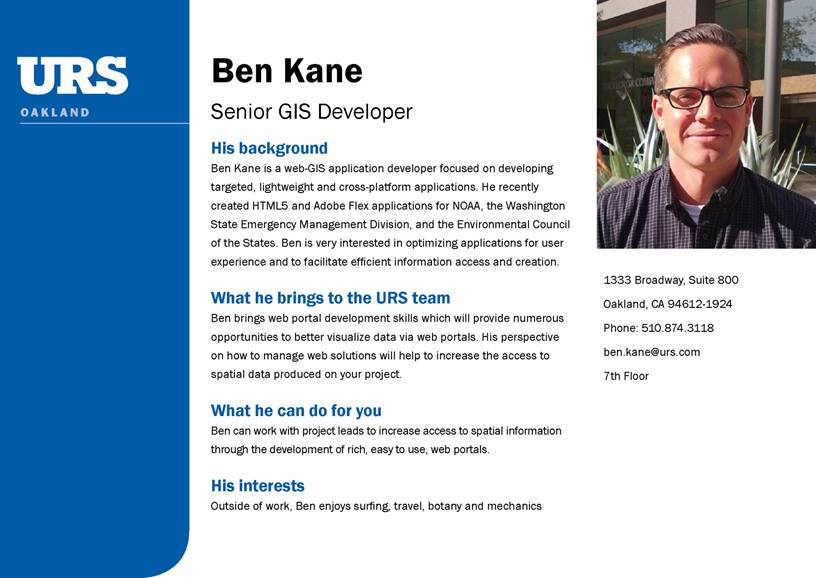 URS
OAKLAND
Ben Kane
Senior GIS Developer
His background
Ben Kane is a web-GIS application developer focused on developing
targeted, lightweight and cross-platform applications. He recently
created HTML5 and Adobe Flex applications for NOAA, the Washington
State Emergency Management Division, and the Environmental Council
of the States. Ben is very interested in optimizing applications for user
experience and to facilitate efficient information access and creation.
What he brings to the URS team
Ben brings web portal development skills which will provide numerous
opportunities to better visualize data via web portals. His perspective
on how to manage web solutions will help to increase the access to
spatial data produced on your project.
What he can do for you
Ben can work with project leads to increase access to spatial information
through the development of rich, easy to use, web portals.
His interests
Outside of work, Ben enjoys surfing, travel, botany and mechanics
1333 Broadway, Suite 800
Oakland, CA 94612-1924
Phone: 510.874.3118
ben.kane@urs.com
7th Floor